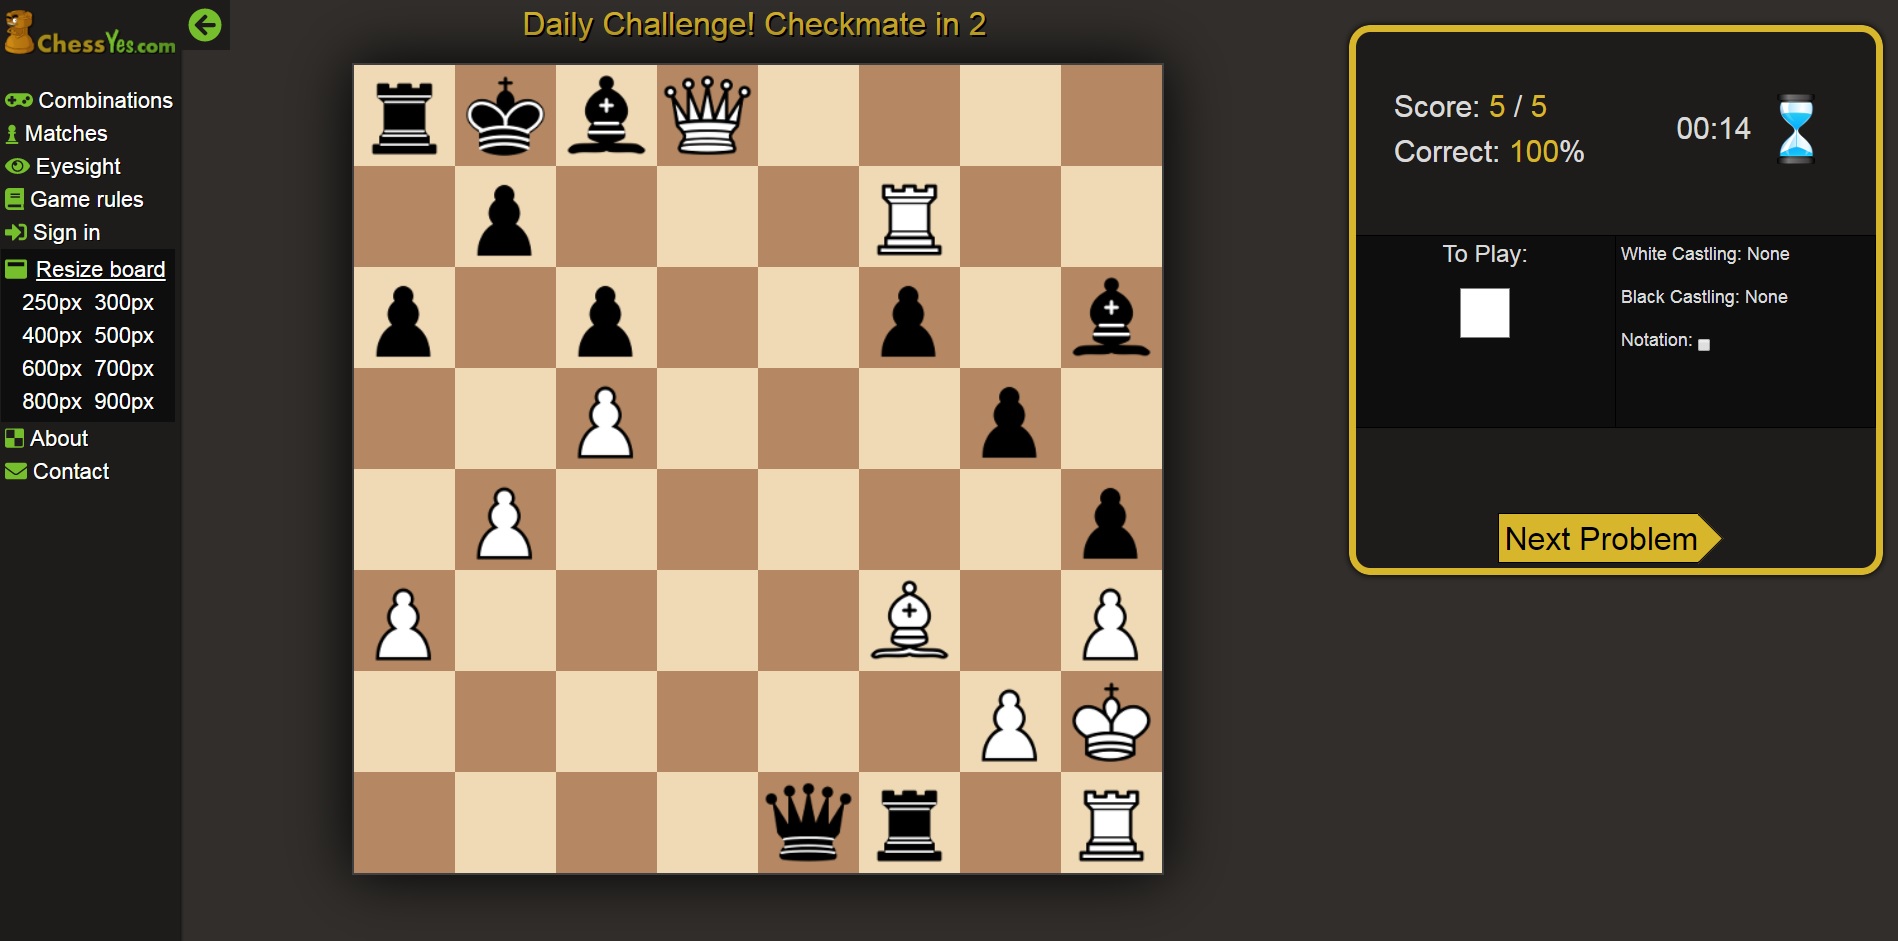 ChessYes.com
Combinations
Matches
Eyesight
Game rules
Sign in
Resize board
250px 300px
400px 500px
600px 700px
800px 900px
About
Contact
Daily Challenge! Checkmate in 2
Score: 5 / 5
Correct: 100%
00:14
To Play:
White Castling: None
Black Castling: None
Notation:
Next Problem